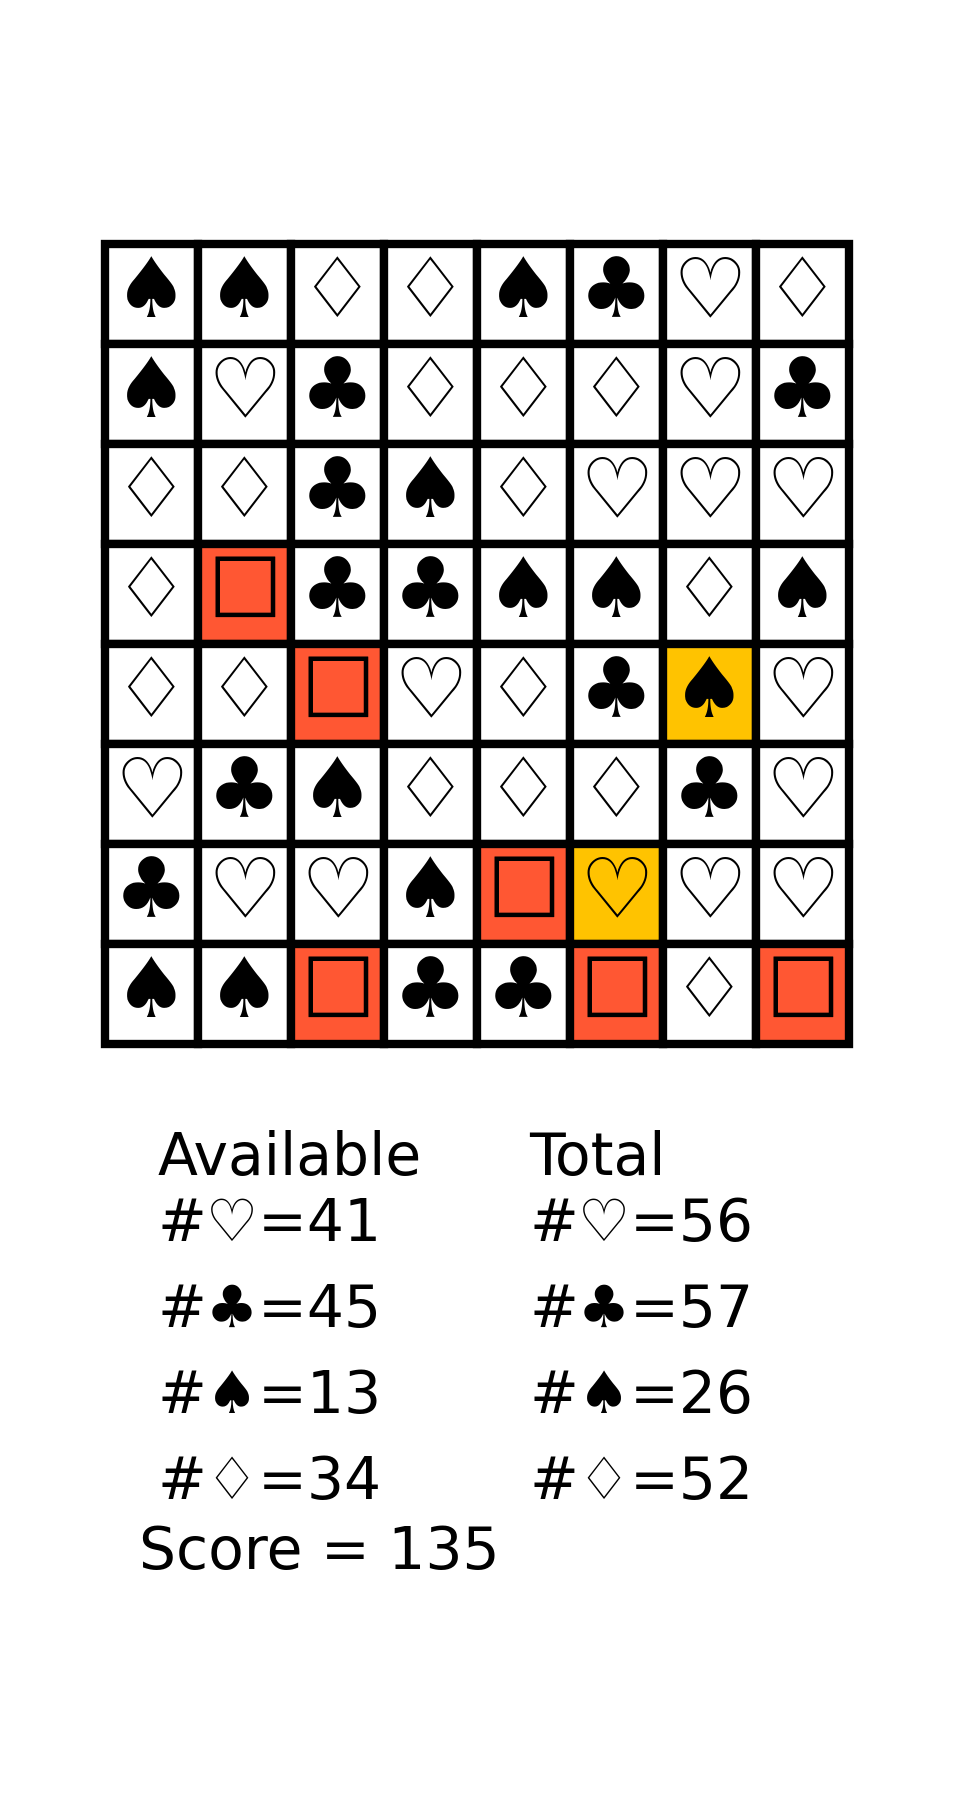 ♠ ♠ ♢ ♢ ♠ ♣ ♡ ♢
♠ ♡ ♣ ♢ ♢ ♢ ♡ ♣
♢ ♢ ♣ ♠ ♢ ♡ ♡ ♡
♢ □ ♣ ♣ ♠ ♠ ♢ ♠
♢ ♢ □ ♡ ♢ ♣ ♠ ♡
♡ ♣ ♠ ♢ ♢ ♢ ♣ ♡
♣ ♡ ♡ ♠ □ ♡ ♡ ♡
♠ ♠ □ ♣ ♣ □ ♢ □
Available Total
#♡=41 #♡=56
#♣=45 #♣=57
#♠=13 #♠=26
#♢=34 #♢=52
Score = 135